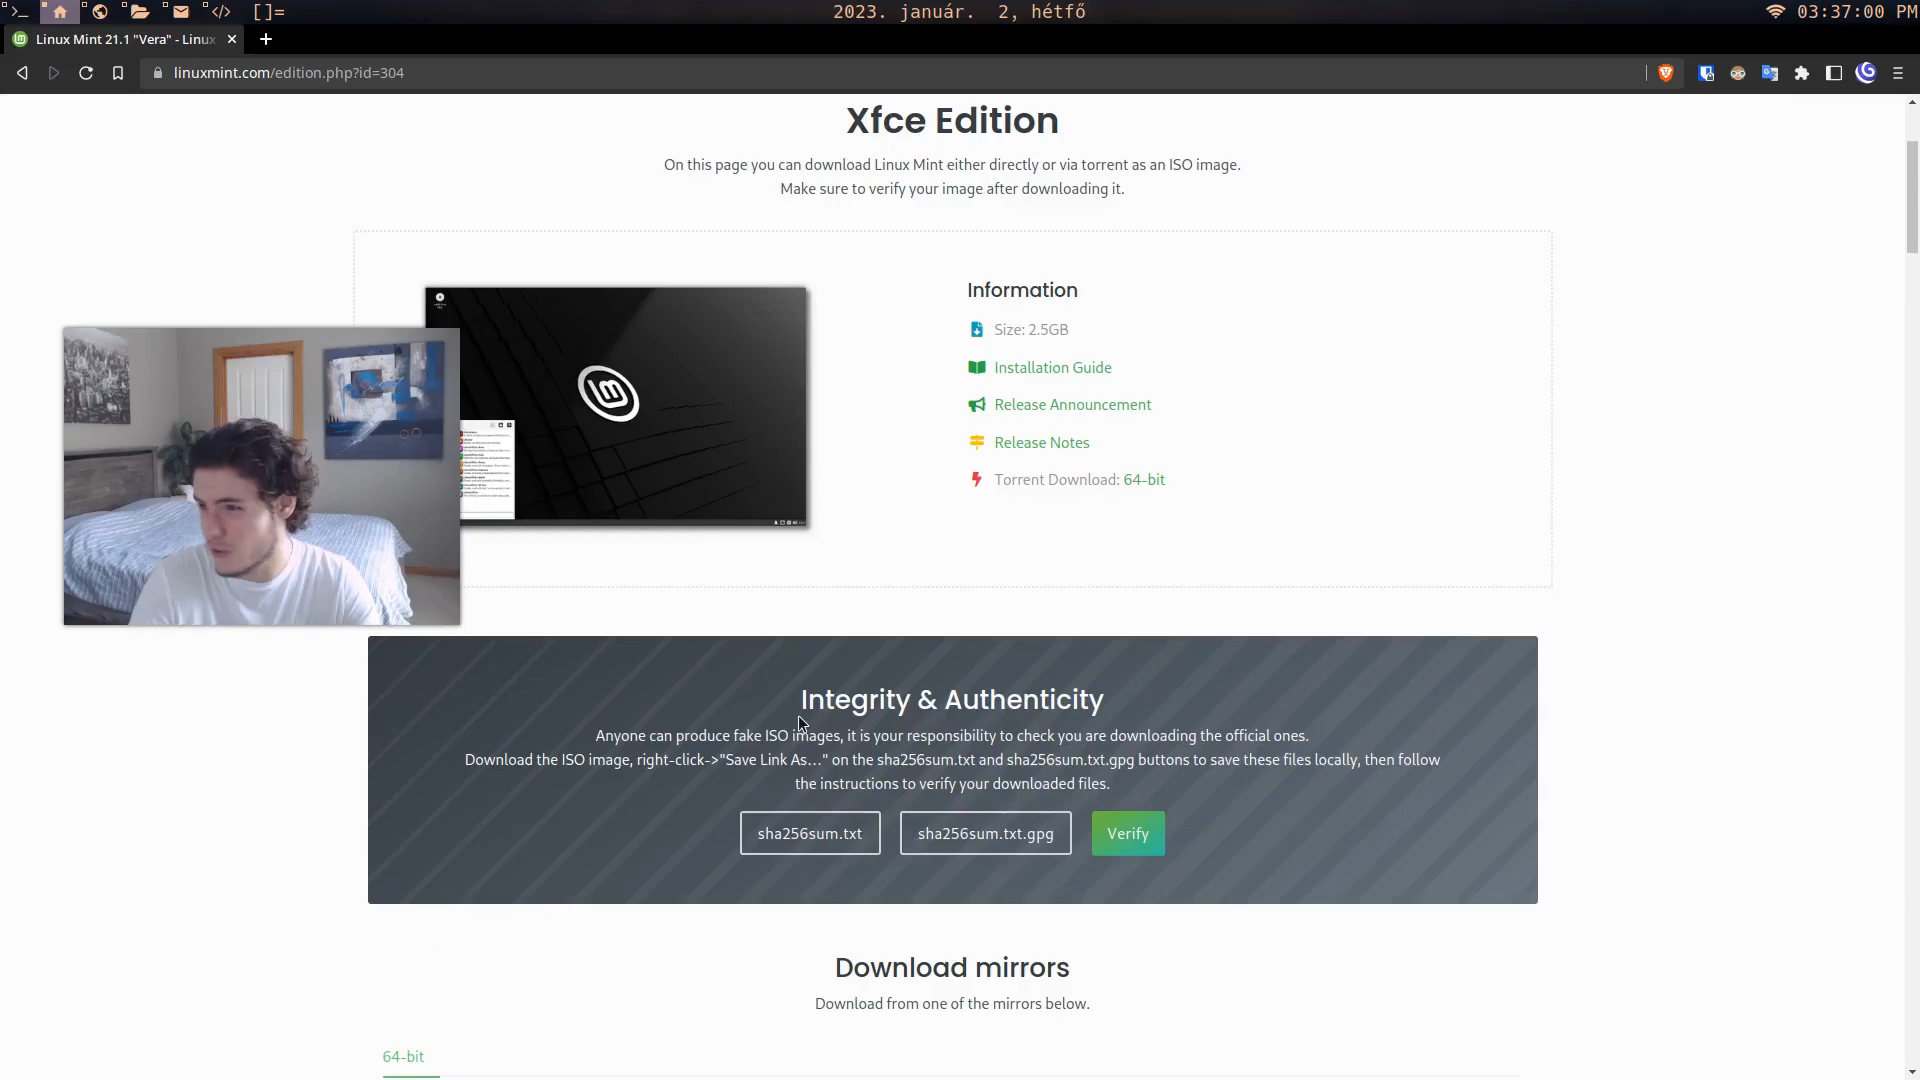 []=
2023. január. 2, hétfő
03:37:00 PM
Linux Mint 21.1 "Vera" - Linux
linuxmint.com/edition.php?id=304
Xfce Edition
On this page you can download Linux Mint either directly or via torrent as an ISO image.
Make sure to verify your image after downloading it.
Information
Size: 2.5GB
Installation Guide
Release Announcement
Release Notes
Torrent Download: 64-bit
Integrity & Authenticity
Anyone can produce fake ISO images, it is your responsibility to check you are downloading the official ones.
Download the ISO image, right-click->"Save Link As..." on the sha256sum.txt and sha256sum.txt.gpg buttons to save these files locally, then follow
the instructions to verify your downloaded files.
sha256sum.txt
sha256sum.txt.gpg
Verify
Download mirrors
Download from one of the mirrors below.
64-bit